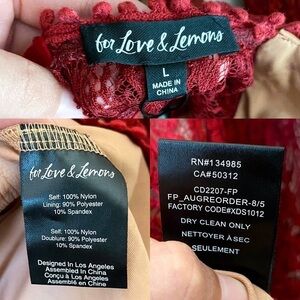 for Love & Lemons
L
MADE IN
CHINA
for Love & Lemons
Self: 100% Nylon
Lining: 90% Polyester
10% Spandex
Self: 100% Nylon
Doublure: 90% Polyester
10% Spandex
Designed In Los Angeles
Assembled In China
Conçu à Los Angeles
Assemblé en Chine
RN#134985
CA#50312
CD2207-FP
FP_AUGREORDER-8/5
FACTORY CODE#XDS1012
DRY CLEAN ONLY
NETTOYER À SEC
SEULEMENT